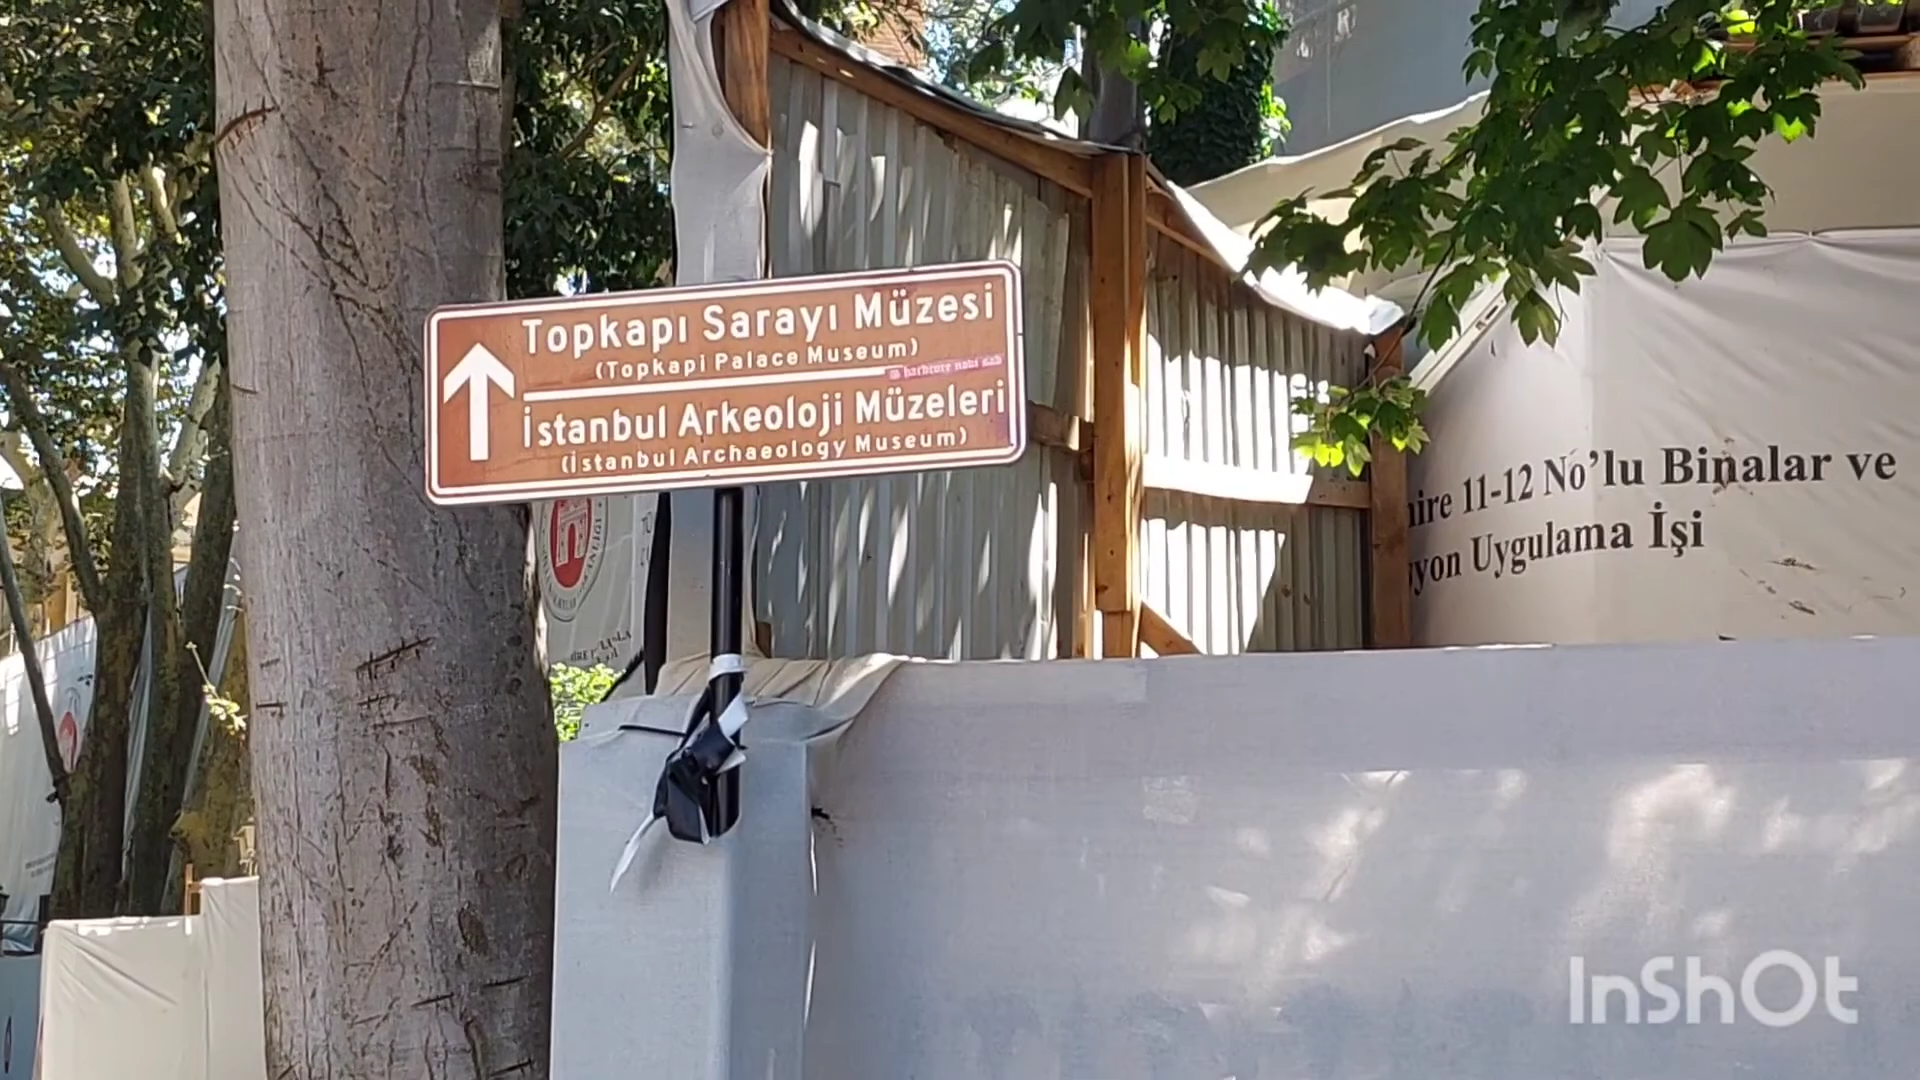 Topkapı Sarayı Müzesi
(Topkapi Palace Museum)
İstanbul Arkeoloji Müzeleri
(İstanbul Archaeology Museum)
11-12 No'lu Binalar ve
Uygulama İşi
InShOt